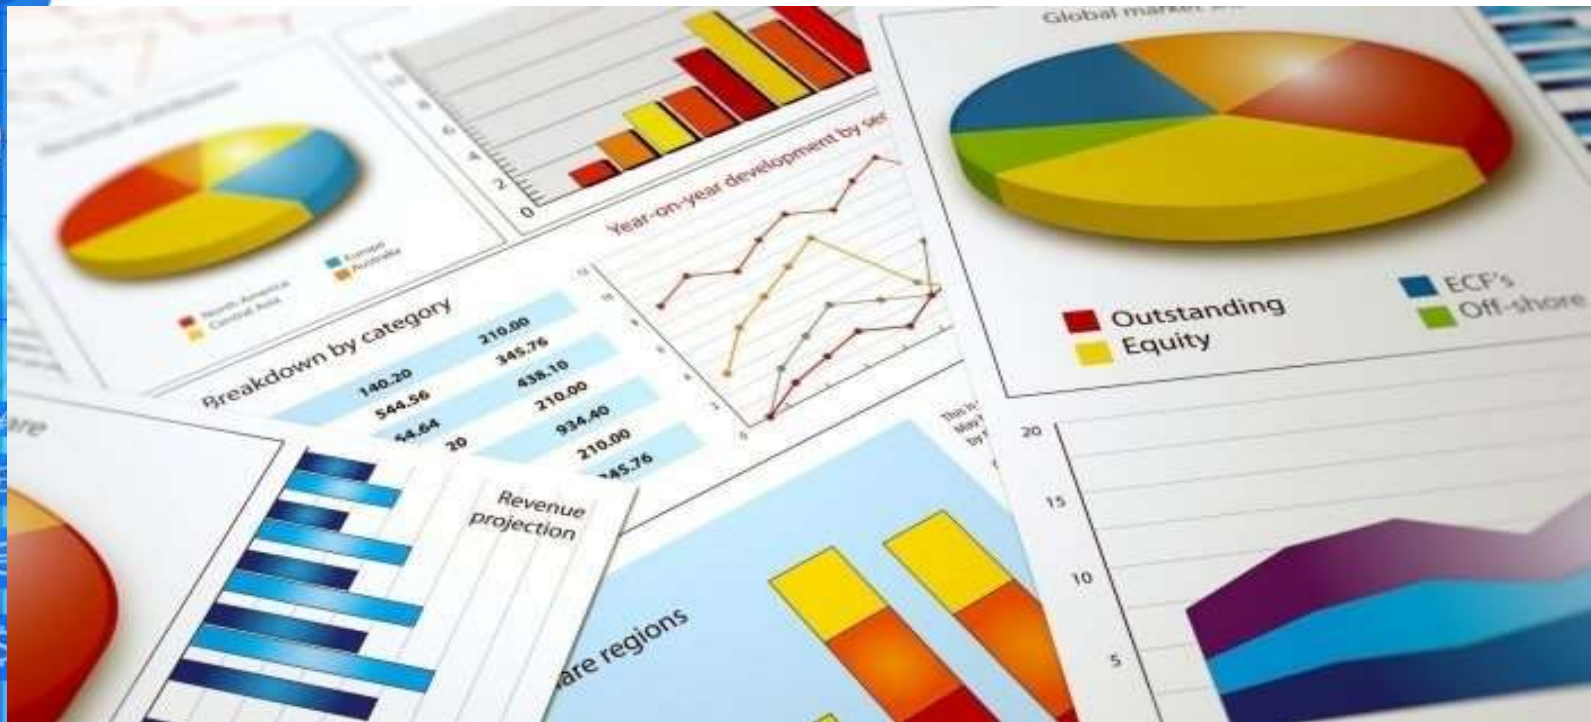 Global market
10
8
6
4
2
0
Year-on-year development by
North America
Central Asia
Europe
Australia
Breakdown by category
140.20 210.00
544.56 345.76
64.64 438.10
20 210.00
934.40
210.00
345.76
Outstanding
Equity
ECF's
Off-shore
are
Revenue
projection
are regions
20
15
10
5